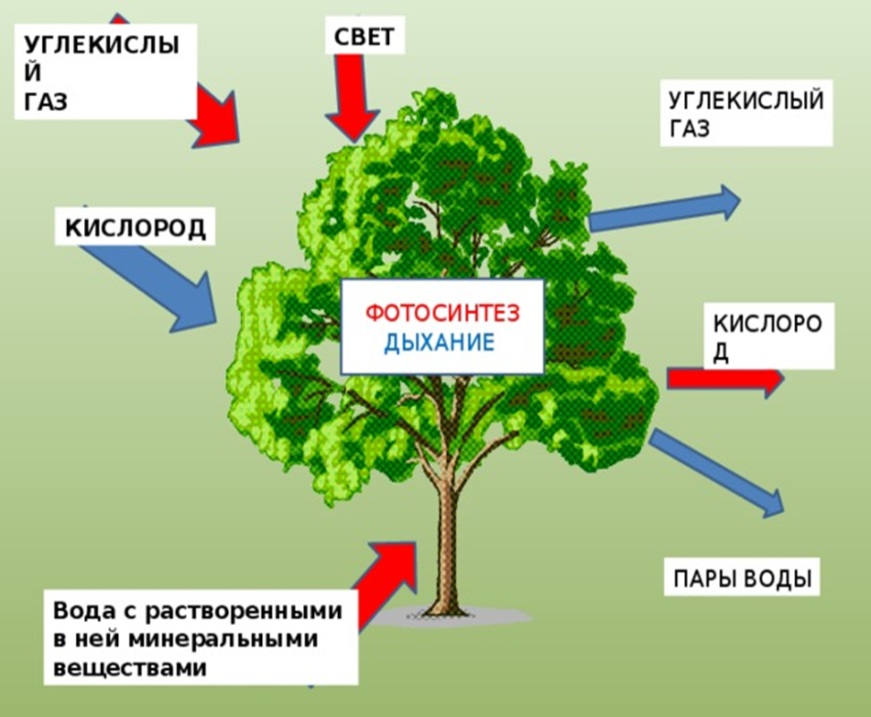 УГЛЕКИСЛЫ
Й
ГАЗ
СВЕТ
УГЛЕКИСЛЫЙ
ГАЗ
КИСЛОРОД
ФОТОСИНТЕЗ
ДЫХАНИЕ
КИСЛОРО
Д
ПАРЫ ВОДЫ
Вода с растворенными
в ней минеральными
веществами